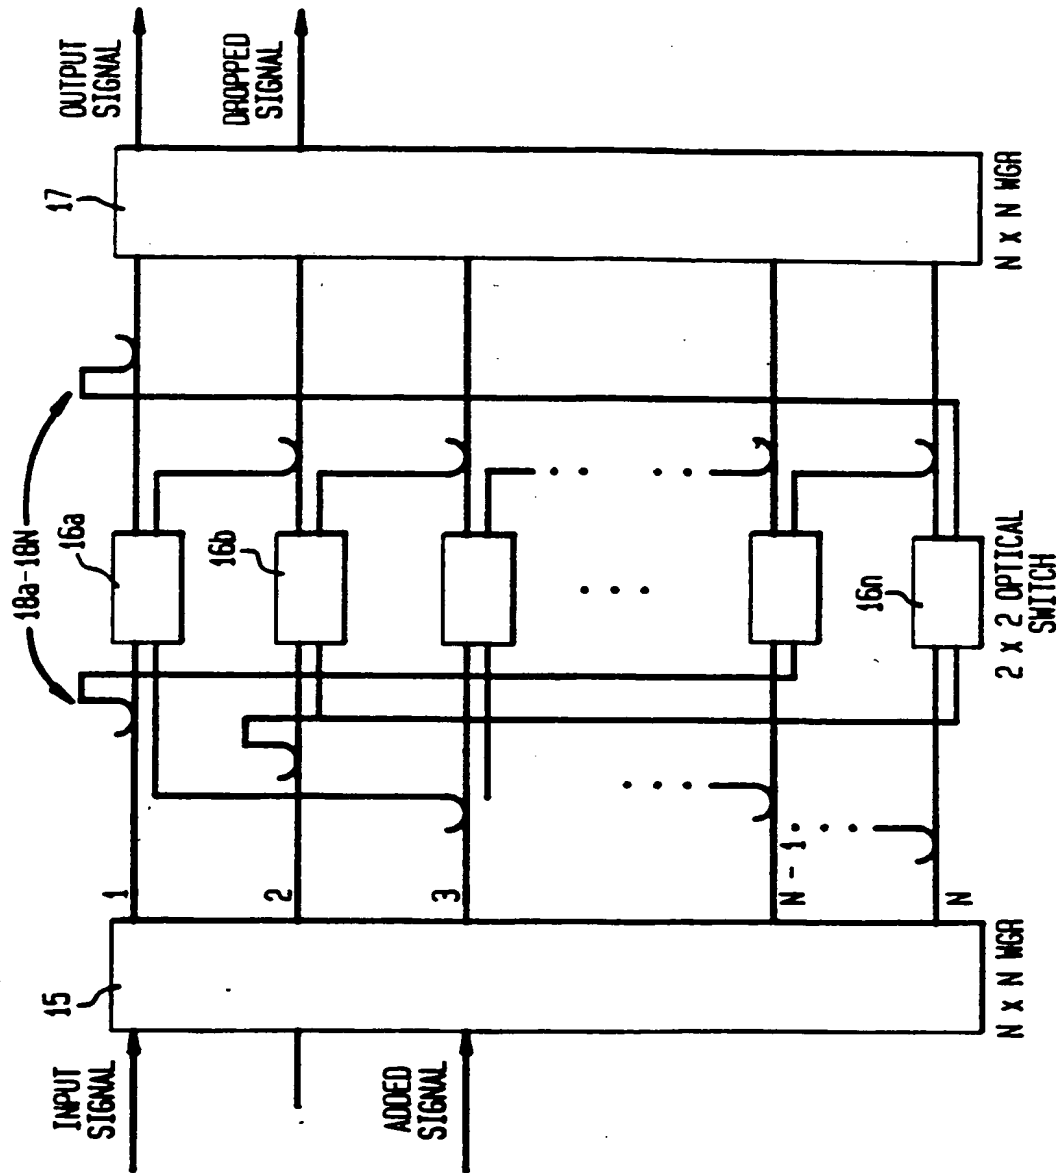 OUTPUT
SIGNAL
DROPPED
SIGNAL
17
N x N WGR
18a-18N
16a
16b
16n
2 x 2 OPTICAL
SWITCH
1
2
3
N - 1
N
15
N x N WGR
INPUT
SIGNAL
ADDED
SIGNAL